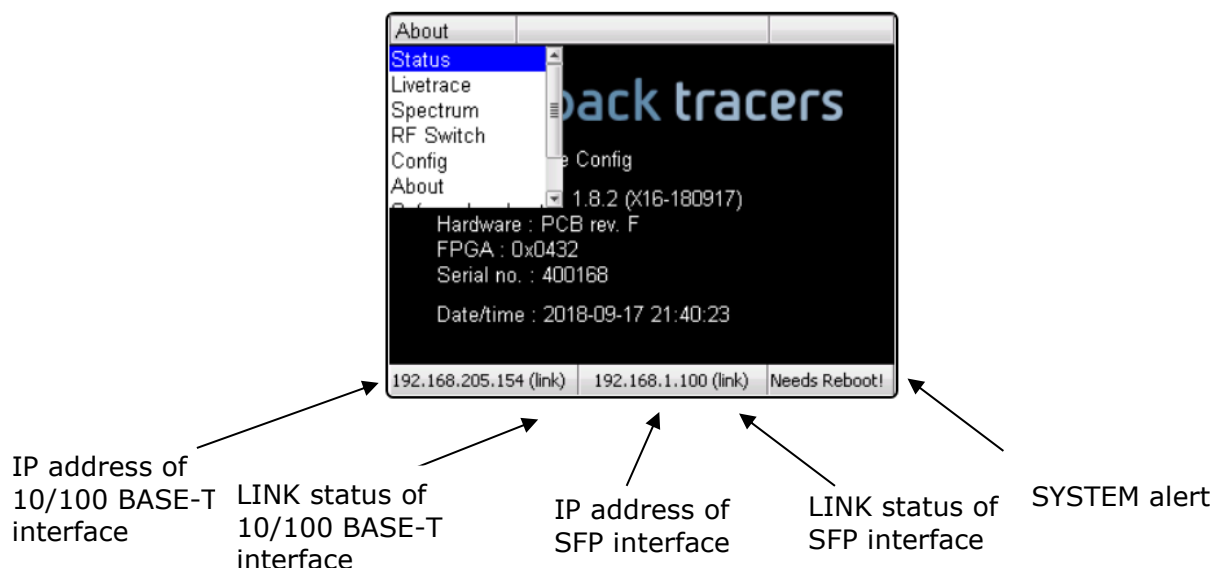 About
Status
Livetrace
Spectrum
RF Switch
Config
About
back tracers
Config
1.8.2 (X16-180917)
Hardware : PCB rev. F
FPGA : 0x0432
Serial no. : 400168
Date/time : 2018-09-17 21:40:23
192.168.205.154 (link) 192.168.1.100 (link) Needs Reboot!
IP address of
10/100 BASE-T
interface
LINK status of
10/100 BASE-T
interface
IP address of
SFP interface
LINK status of
SFP interface
SYSTEM alert